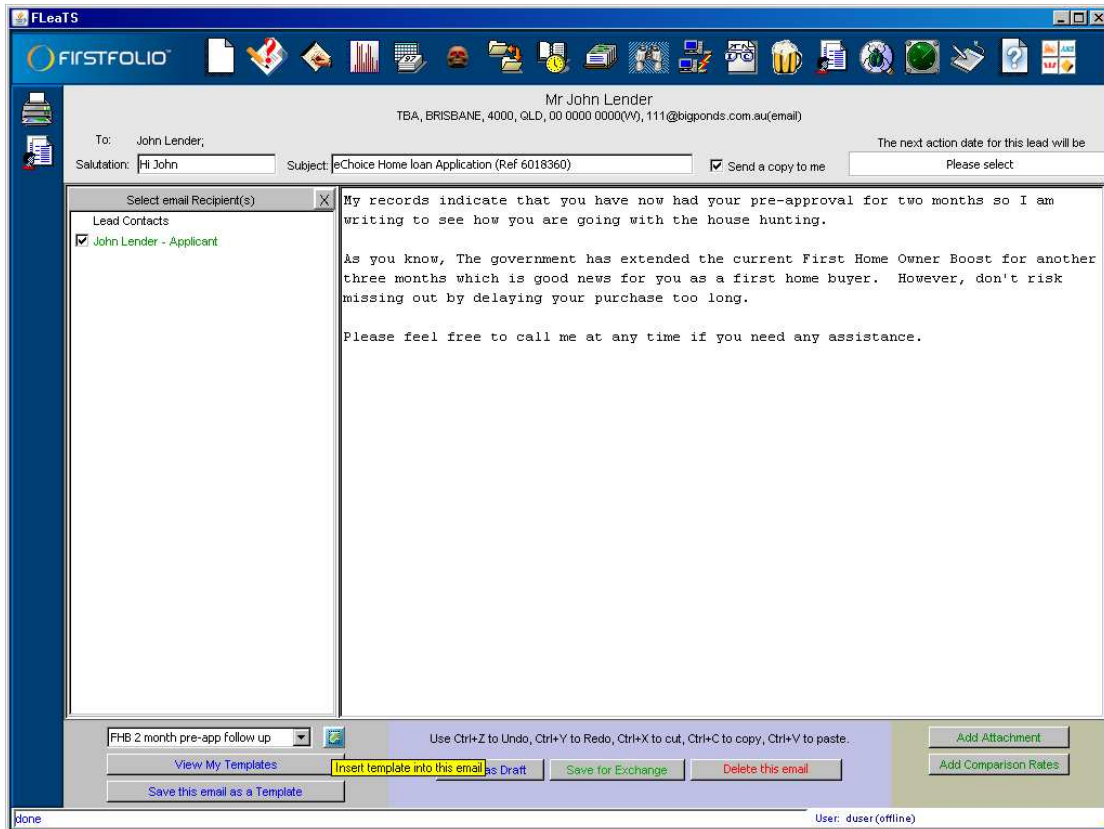 FLeaTS
FIRSTFOLIO™
Mr John Lender
TBA, BRISBANE, 4000, QLD, 00 0000 0000(W), 111@bigponds.com.au(email)
To: John Lender;
The next action date for this lead will be
Salutation: Hi John Subject: eChoice Home loan Application (Ref 6018360) Send a copy to me Please select
Select email Recipient(s) X
Lead Contacts
John Lender - Applicant
My records indicate that you have now had your pre-approval for two months so I am
writing to see how you are going with the house hunting.
As you know, The government has extended the current First Home Owner Boost for another
three months which is good news for you as a first home buyer. However, don't risk
missing out by delaying your purchase too long.
Please feel free to call me at any time if you need any assistance.
FHB 2 month pre-app follow up
Use Ctrl+Z to Undo, Ctrl+Y to Redo, Ctrl+X to cut, Ctrl+C to copy, Ctrl+V to paste.
Add Attachment
View My Templates
Insert template into this email
as Draft
Save for Exchange
Delete this email
Add Comparison Rates
Save this email as a Template
done
User: duser(offline)